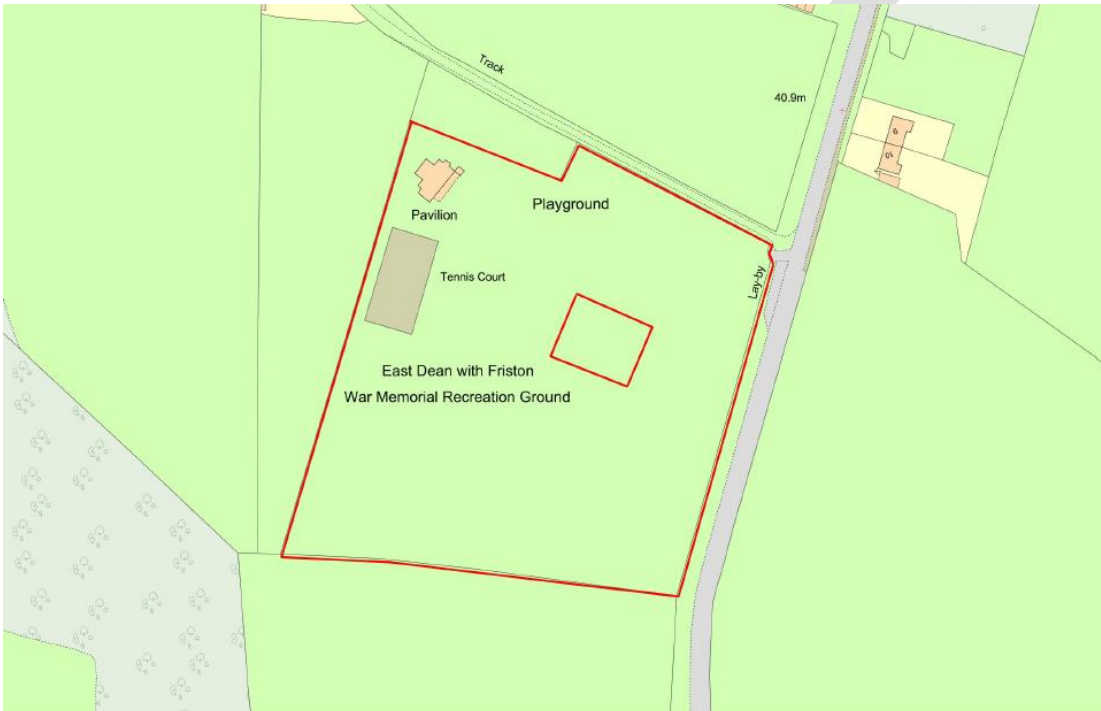 Track
40.9m
Playground
Pavilion
Tennis Court
Lay-by
East Dean with Friston
War Memorial Recreation Ground